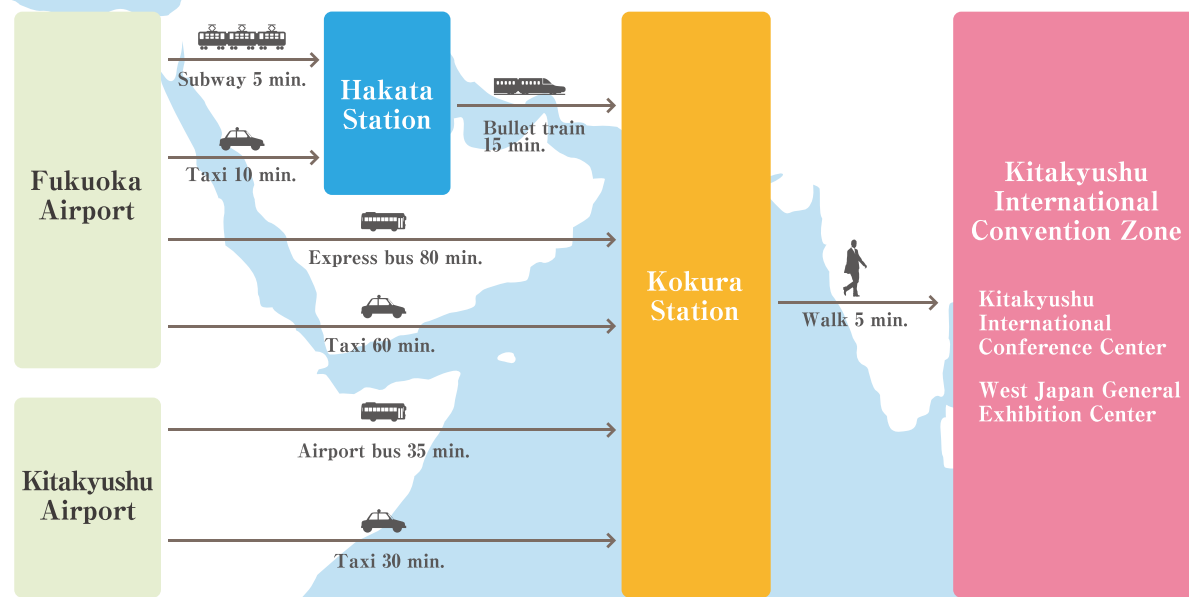 Fukuoka
Airport
Subway 5 min.
Taxi 10 min.
Hakata
Station
Bullet train
15 min.
Express bus 80 min.
Taxi 60 min.
Kitakyushu
Airport
Airport bus 35 min.
Taxi 30 min.
Kokura
Station
Walk 5 min.
Kitakyushu
International
Convention Zone
Kitakyushu
International
Conference Center
West Japan General
Exhibition Center